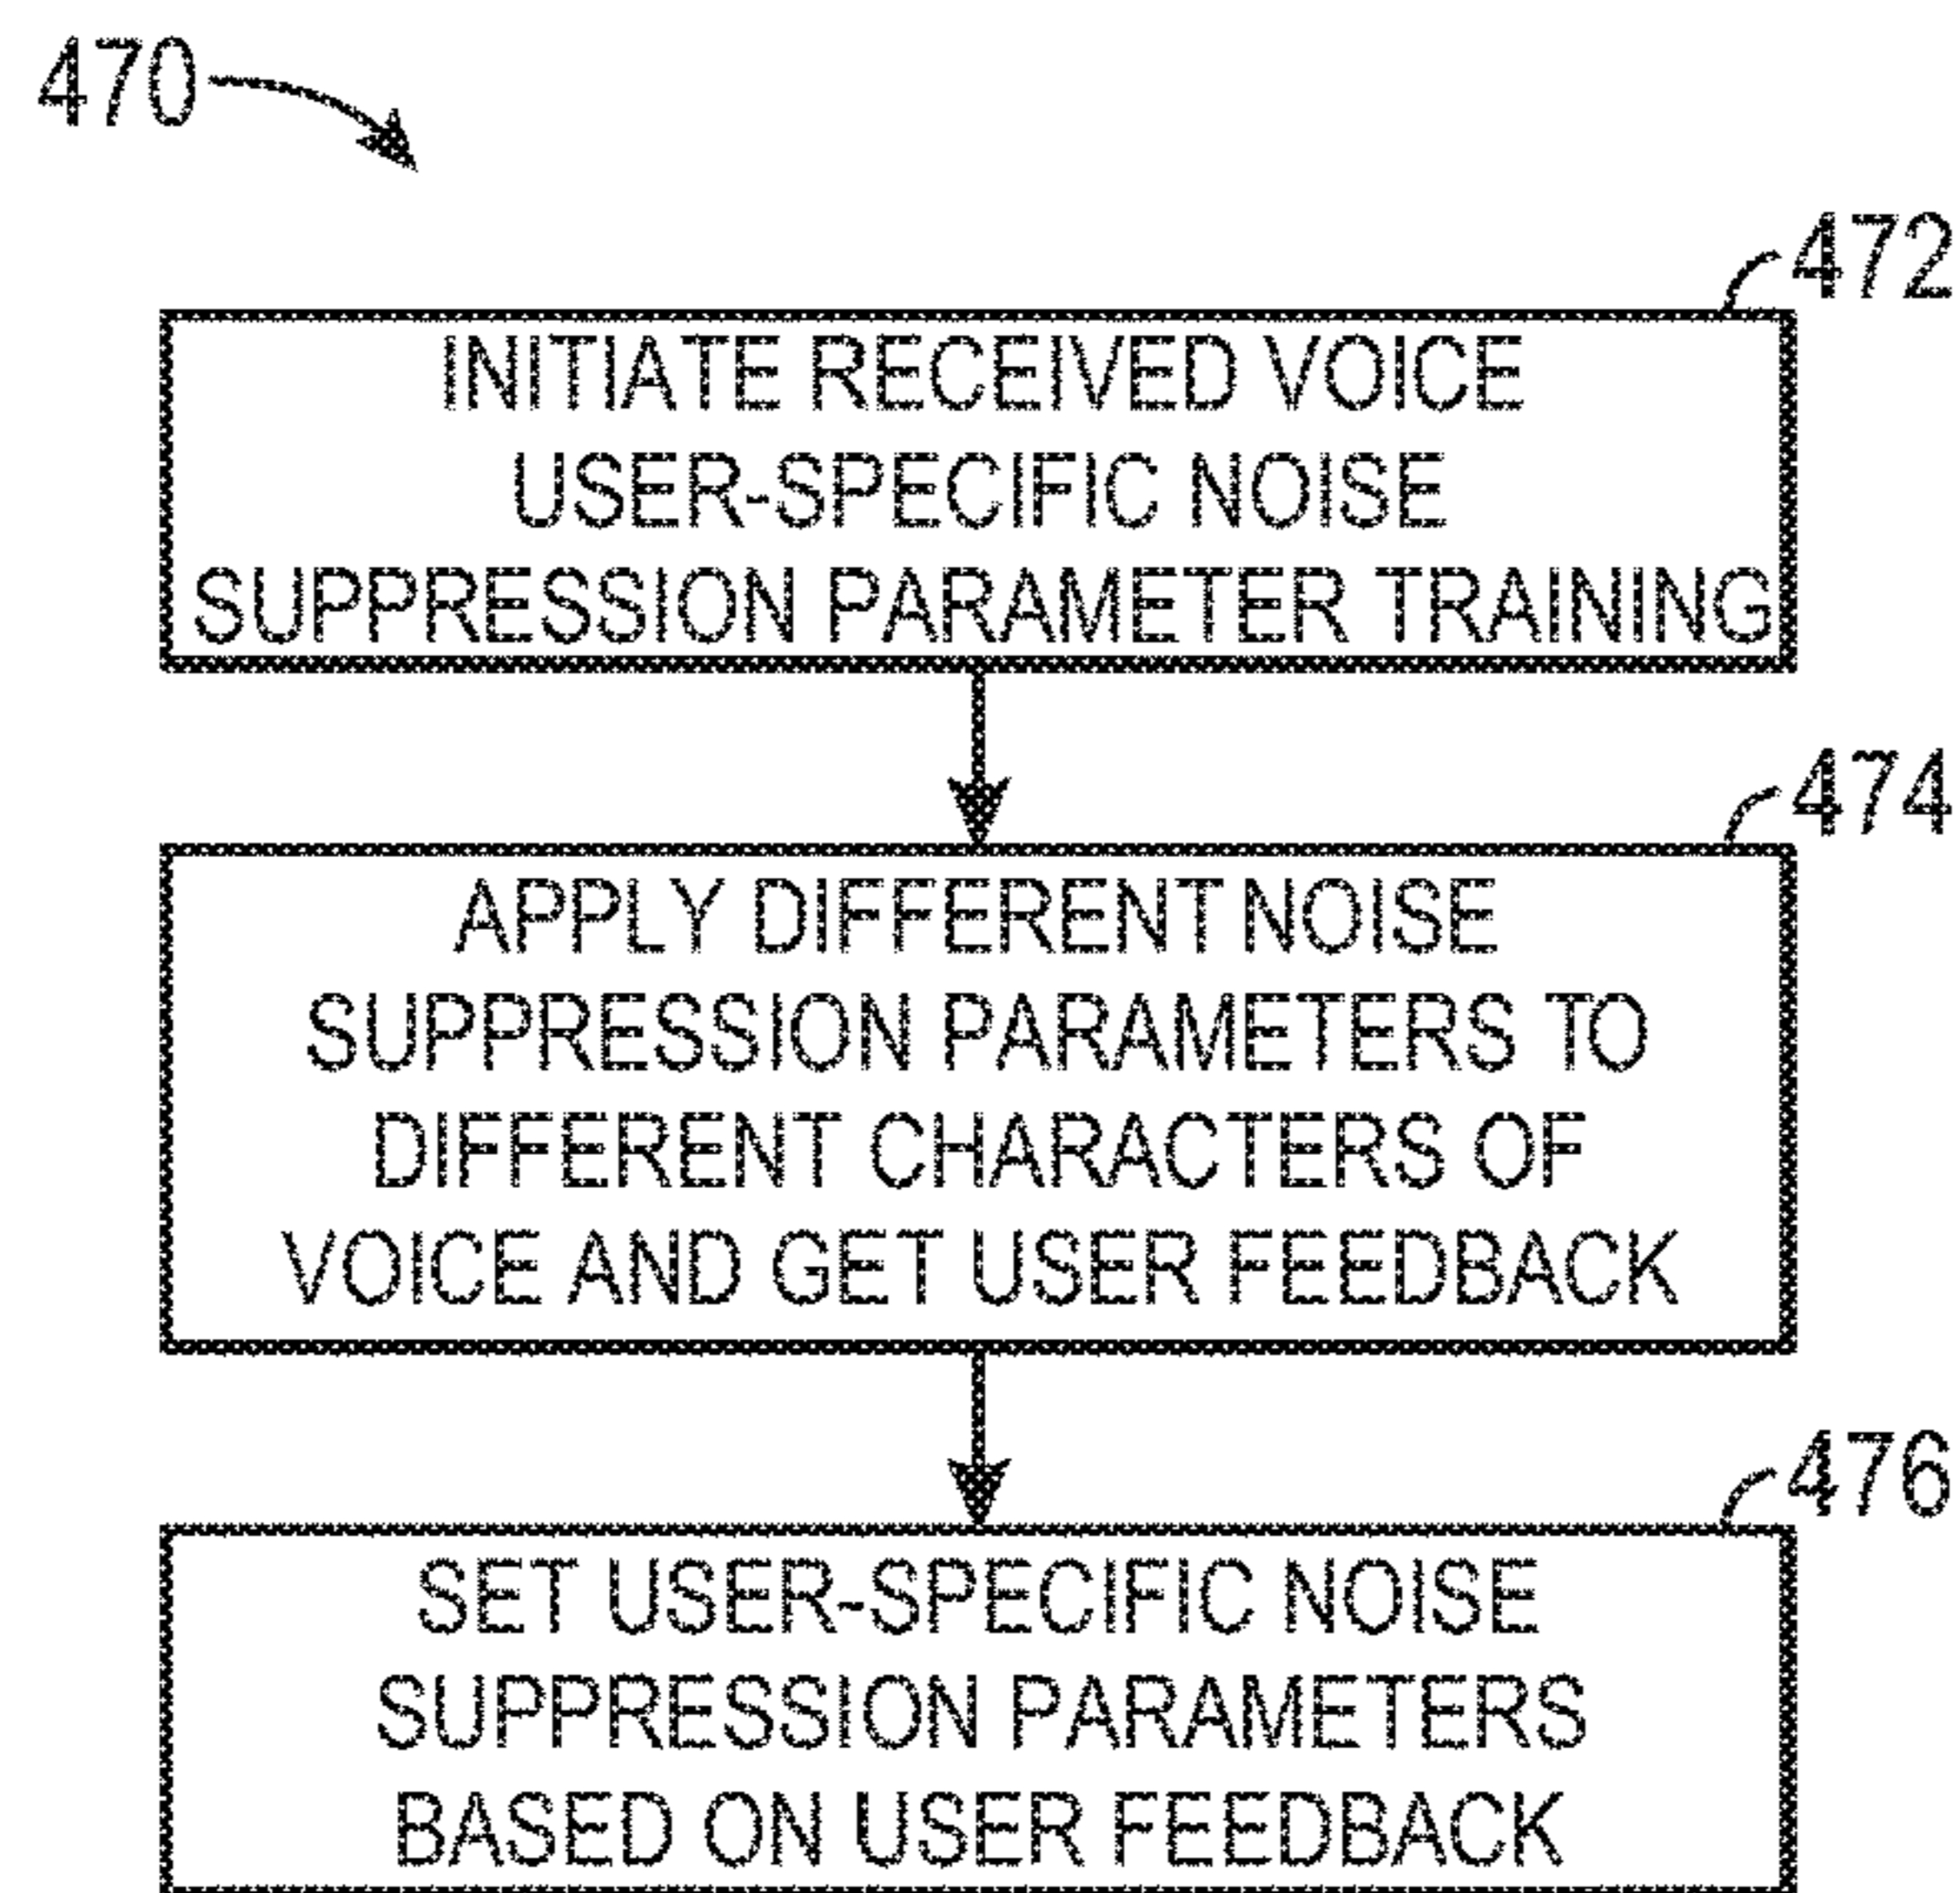 470
472
INITIATE RECEIVED VOICE
USER-SPECIFIC NOISE
SUPPRESSION PARAMETER TRAINING
474
APPLY DIFFERENT NOISE
SUPPRESSION PARAMETERS TO
DIFFERENT CHARACTERS OF
VOICE AND GET USER FEEDBACK
476
SET USER-SPECIFIC NOISE
SUPPRESSION PARAMETERS
BASED ON USER FEEDBACK